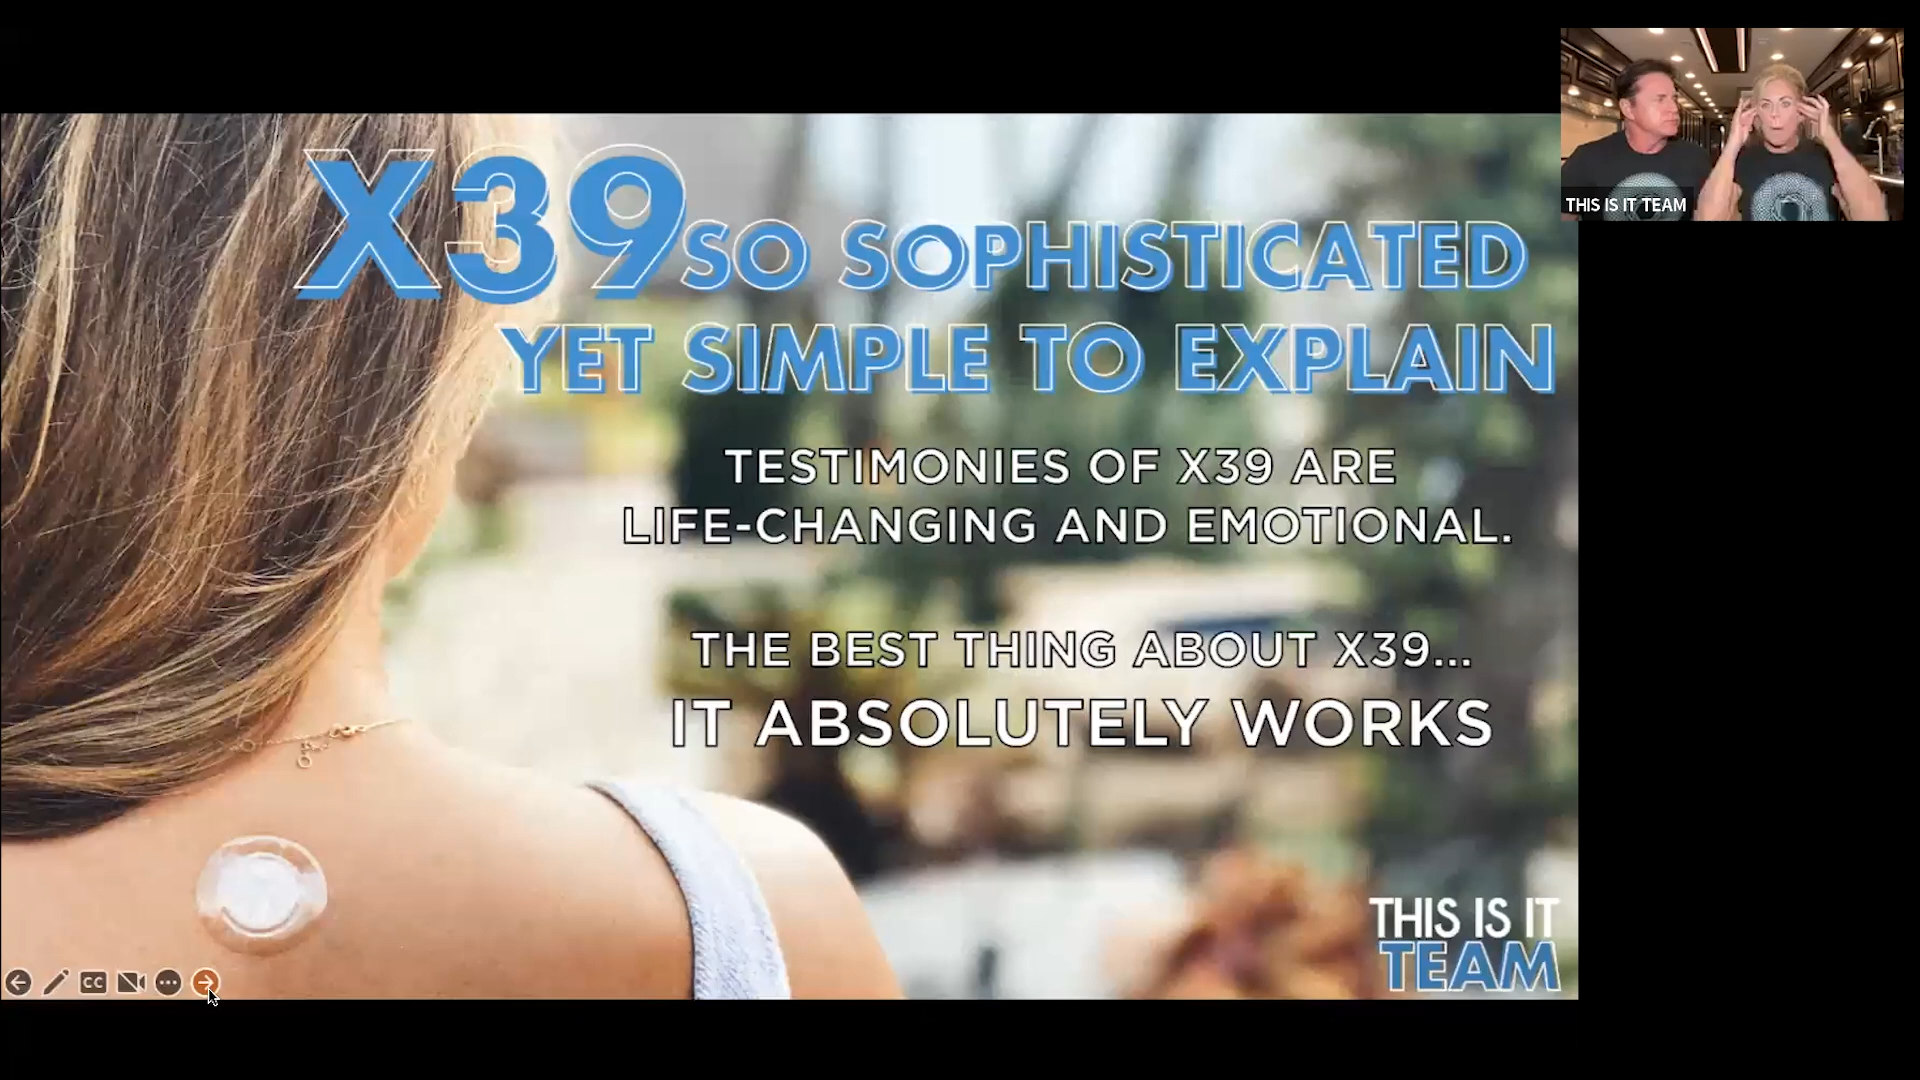 THIS IS IT TEAM
X39 SO SOPHISTICATED
YET SIMPLE TO EXPLAIN
TESTIMONIES OF X39 ARE
LIFE-CHANGING AND EMOTIONAL.
THE BEST THING ABOUT X39...
IT ABSOLUTELY WORKS
THIS IS IT
TEAM
CC